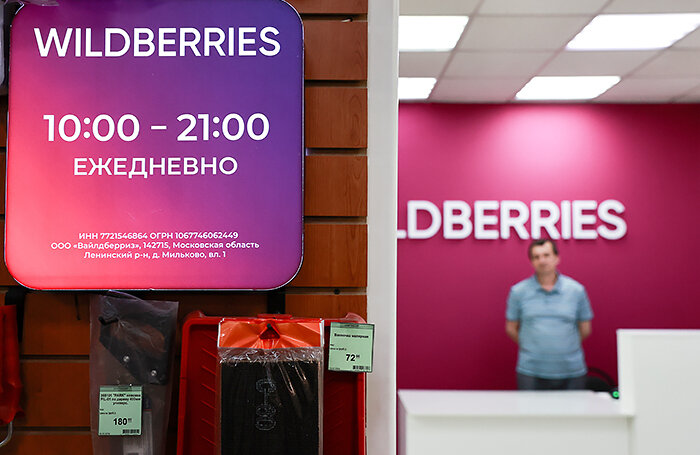 WILDBERRIES
10:00 – 21:00
ЕЖЕДНЕВНО
ИНН 7721546864 ОГРН 1067746062449
ООО «Вайлдберриз», 142715, Московская область
Ленинский р-н, д. Мильково, вл. 1
LDBERRIES
180
72